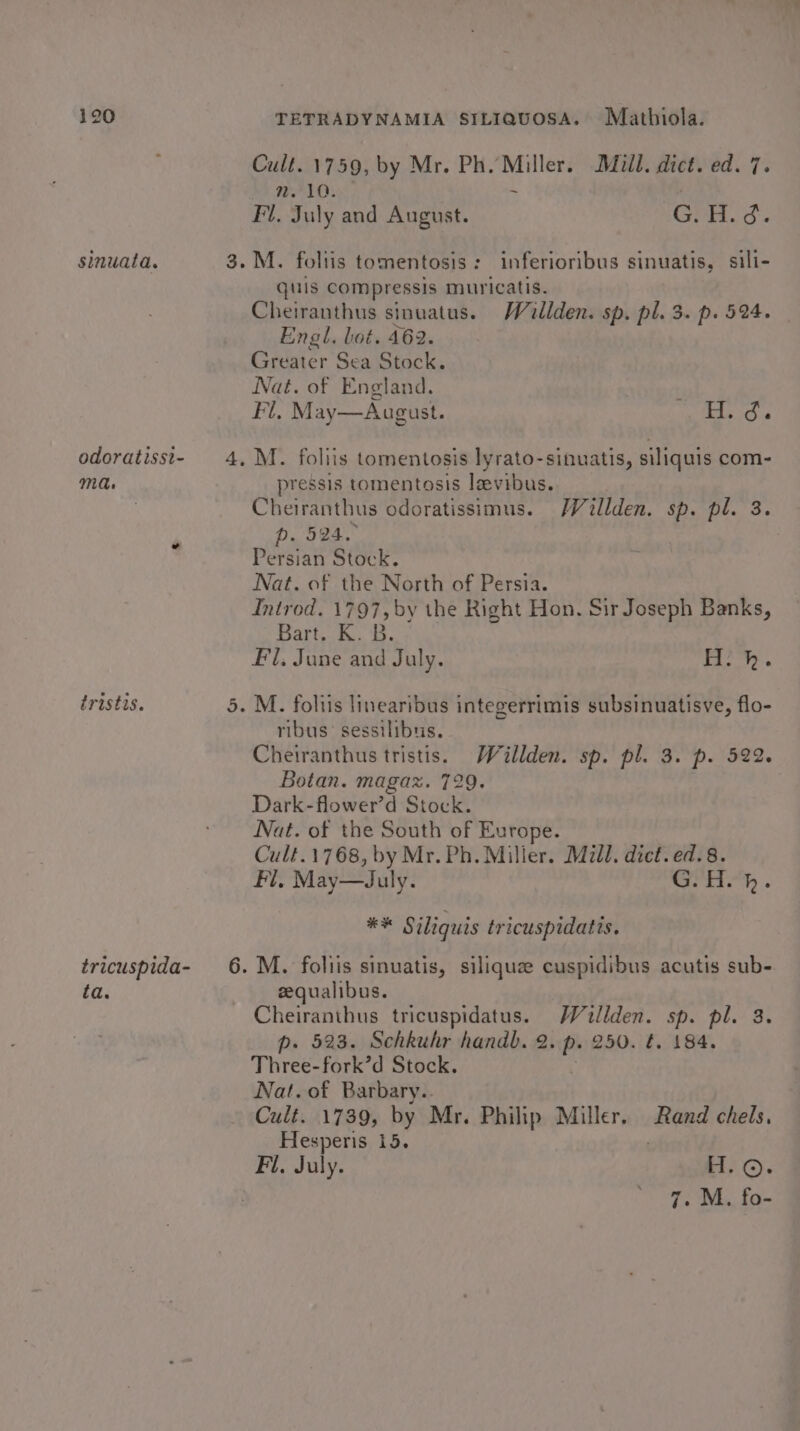 120 TETRADYNAMIA SILIQUOSA. Mathiola.
Cult. 1759, by Mr. Ph. Miller. Mill. dict. ed. 7.
n. 10.
Fl. July and August. G. H. ♂.
sinuata. 3. M. foliis tomentosis: inferioribus sinuatis, sili-
quis compressis muricatis.
Cheiranthus sinuatus. Willden. sp. pl. 3. p. 524.
Engl. bot. 462.
Greater Sea Stock.
Nat. of England.
Fl. May—August. H. ♂.
odoratissi- 4. M. foliis tomentosis lyrato-sinuatis, siliquis com-
ma. pressis tomentosis lævibus.
Cheiranthus odoratissimus. Willden. sp. pl. 3.
p. 524.
Persian Stock.
Nat. of the North of Persia.
Introd. 1797, by the Right Hon. Sir Joseph Banks,
Bart. K. B.
Fl. June and July. H. ♄.
tristis. 5. M. foliis linearibus integerrimis subsinuatisve, flo-
ribus sessilibus.
Cheiranthus tristis. Willden. sp. pl. 3. p. 522.
Botan. magaz. 729.
Dark-flower'd Stock.
Nat. of the South of Europe.
Cult. 1768, by Mr. Ph. Miller. Mill. dict. ed. 8.
Fl. May—July. G. H. ♄.
** Siliquis tricuspidatis.
tricuspida- 6. M. foliis sinuatis, siliquæ cuspidibus acutis sub-
ta. æqualibus.
Cheiranthus tricuspidatus. Willden. sp. pl. 3.
p. 523. Schkuhr handb. 2. p. 250. t. 184.
Three-fork'd Stock.
Nat. of Barbary.
Cult. 1739, by Mr. Philip Miller. Rand chels.
Hesperis 15.
Fl. July. H. ☉.
7. M. fo-